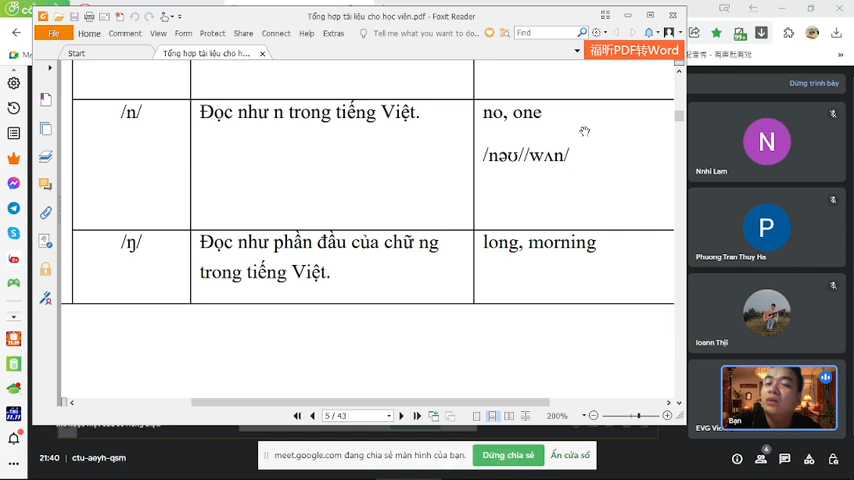 Tổng hợp tài liệu cho học viên.pdf - Foxit Reader
File Home Comment View Form Protect Share Connect Help Extras Tell me what you want to do... Find
Start Tổng hợp tài liệu cho h...
福昕PDF转Word
/n/ Đọc như n trong tiếng Việt. no, one
/nəʊ//wʌn/
/ŋ/ Đọc như phần đầu của chữ ng long, morning
trong tiếng Việt.
5 / 43 200%
Dừng trình bày
N
Nnhi Lam
P
Phuong Tran Thuy Ha
Ioann Thịi
Bạn
21:40 ctu-aeyh-qsm
meet.google.com đang chia sẻ màn hình của bạn. Dừng chia sẻ Ẩn cửa sổ
6